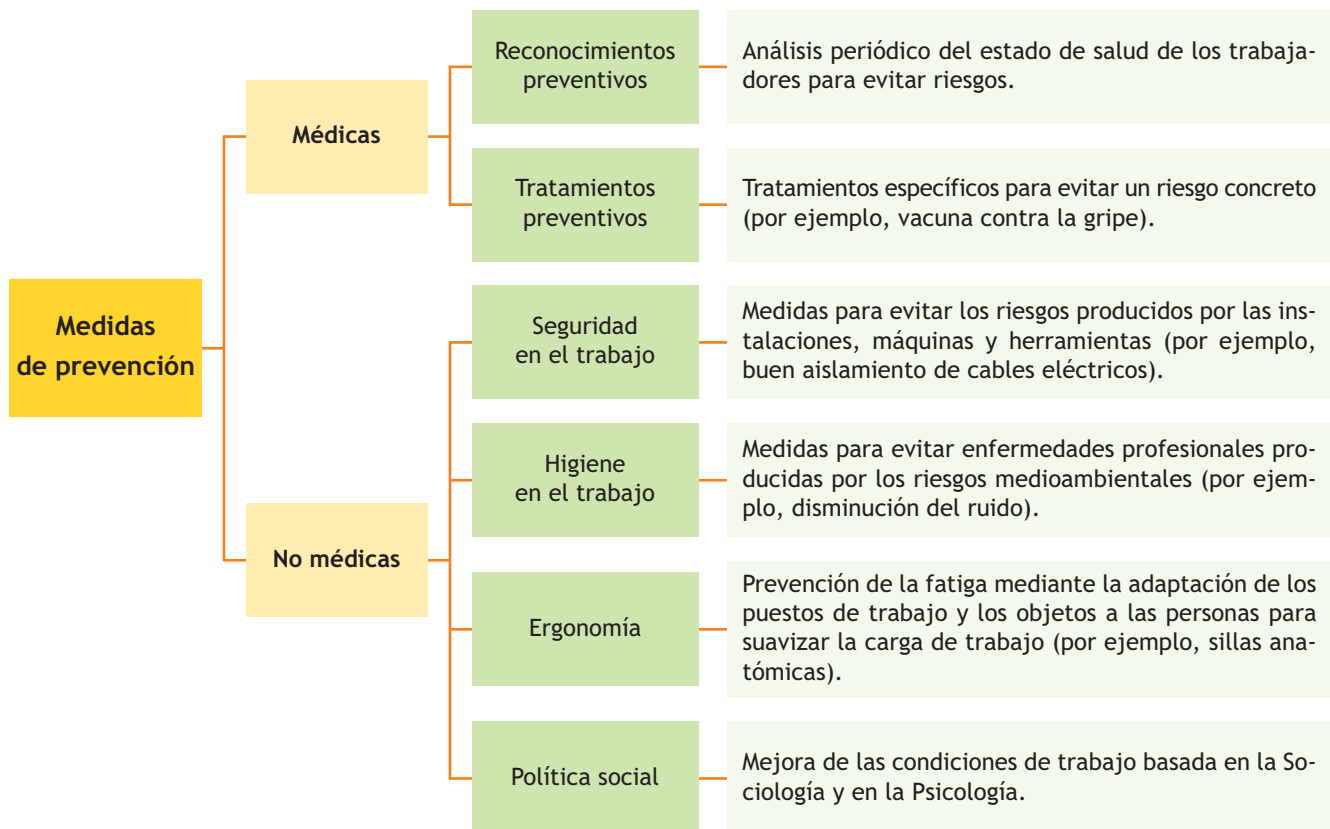 Medidas
de prevención
Médicas
Reconocimientos
preventivos
Análisis periódico del estado de salud de los trabaja-
dores para evitar riesgos.
Tratamientos
preventivos
Tratamientos específicos para evitar un riesgo concreto
(por ejemplo, vacuna contra la gripe).
No médicas
Seguridad
en el trabajo
Medidas para evitar los riesgos producidos por las ins-
talaciones, máquinas y herramientas (por ejemplo,
buen aislamiento de cables eléctricos).
Higiene
en el trabajo
Medidas para evitar enfermedades profesionales pro-
ducidas por los riesgos medioambientales (por ejem-
plo, disminución del ruido).
Ergonomía
Prevención de la fatiga mediante la adaptación de los
puestos de trabajo y los objetos a las personas para
suavizar la carga de trabajo (por ejemplo, sillas ana-
tómicas).
Política social
Mejora de las condiciones de trabajo basada en la So-
ciología y en la Psicología.